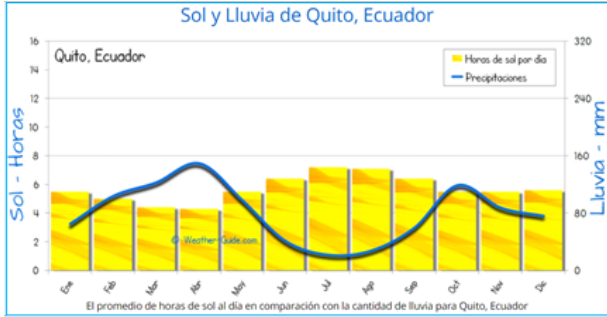 Sol y Lluvia de Quito, Ecuador
Quito, Ecuador
Horas de sol por día
Precipitaciones
Sol - Horas
16
14
12
10
8
6
4
2
0
Lluvia - mm
320
240
160
80
0
© Weather-Guide.com
Ene Feb Mar Abr May Jun Jul Ago Sep Oct Nov Dic
El promedio de horas de sol al día en comparación con la cantidad de lluvia para Quito, Ecuador